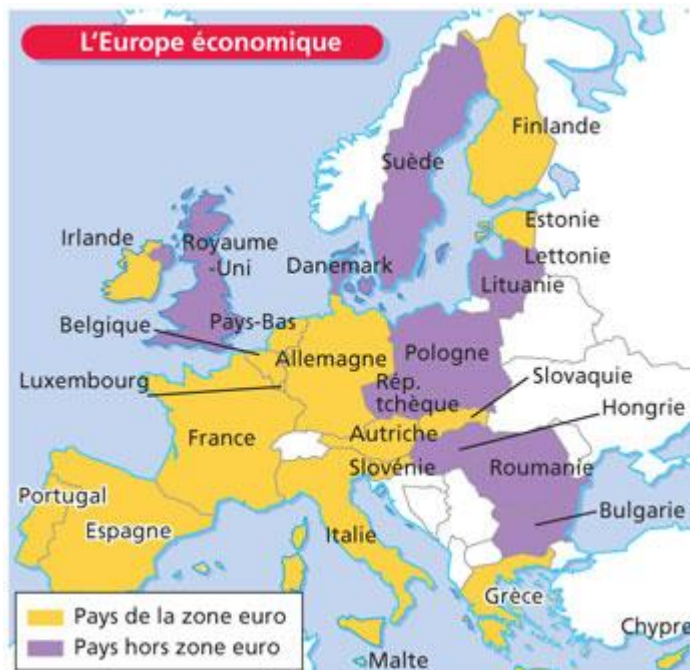 L'Europe économique
Finlande
Suède
Estonie
Irlande
Royaume
-Uni
Danemark
Lettonie
Lituanie
Belgique
Pays-Bas
Allemagne
Pologne
Luxembourg
Rép.
tchèque
Slovaquie
Hongrie
France
Autriche
Slovénie
Roumanie
Portugal
Espagne
Italie
Bulgarie
Grèce
Pays de la zone euro
Pays hors zone euro
Malte
Chypre